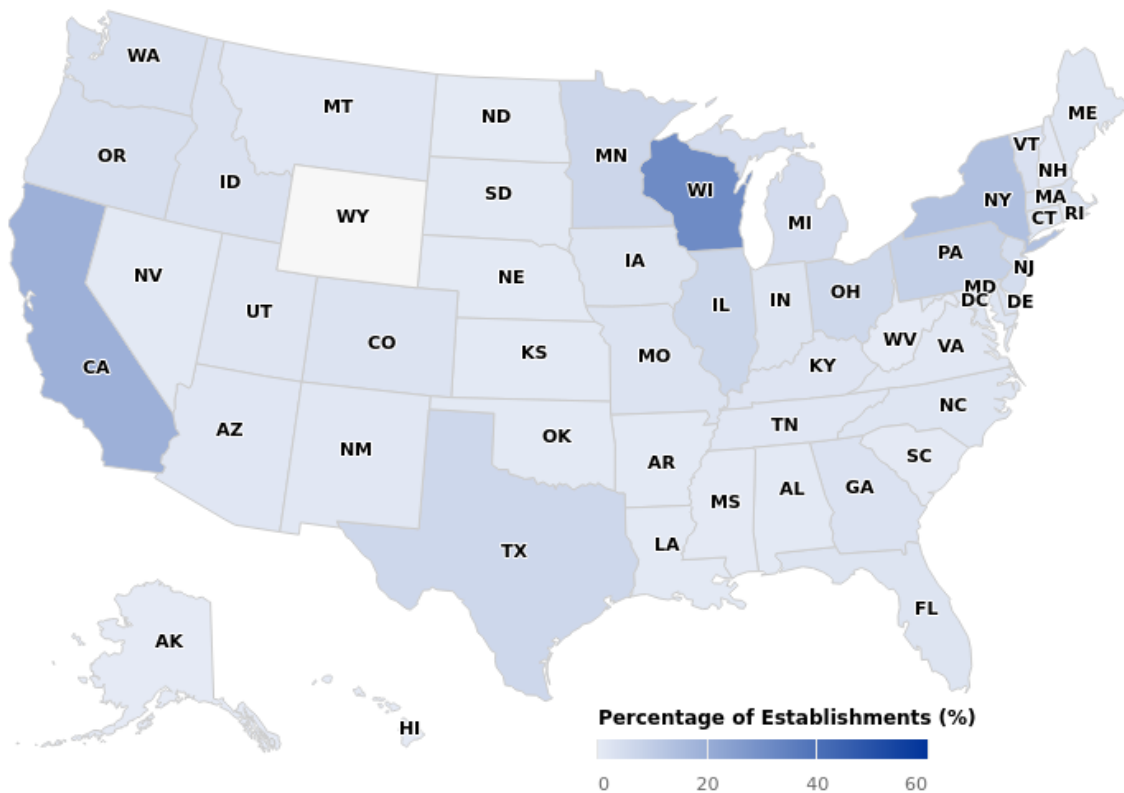 WA
MT
ND
ME
OR
MN
VT
NH
ID
WI
SD
MA
NY
WY
RI
CT
MI
PA
IA
NJ
NV
NE
MD
OH
IN
DC
DE
IL
UT
CO
WV
VA
KS
MO
KY
CA
NC
TN
AZ
OK
NM
SC
AR
GA
AL
MS
LA
TX
FL
AK
HI
Percentage of Establishments (%)
0 20 40 60